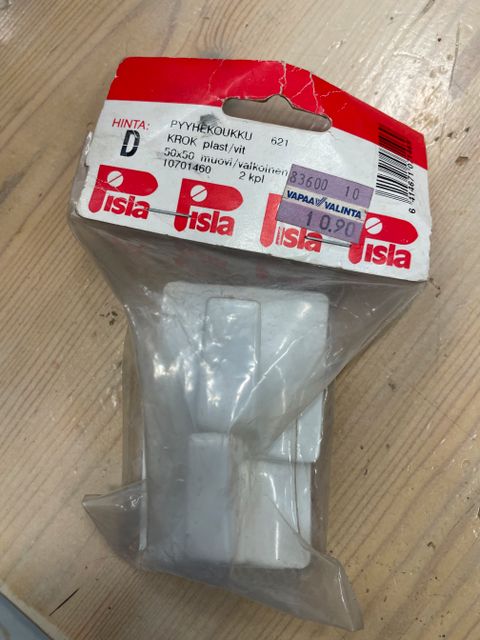 HINTA:
D
PYYHEKOUKKU 621
KROK plast/vit
50x50 muovi/valkoinen
10701460 2 kpl
83600 10
VAPAA VALINTA
10.90
Pisla Pisla Pisla Pisla